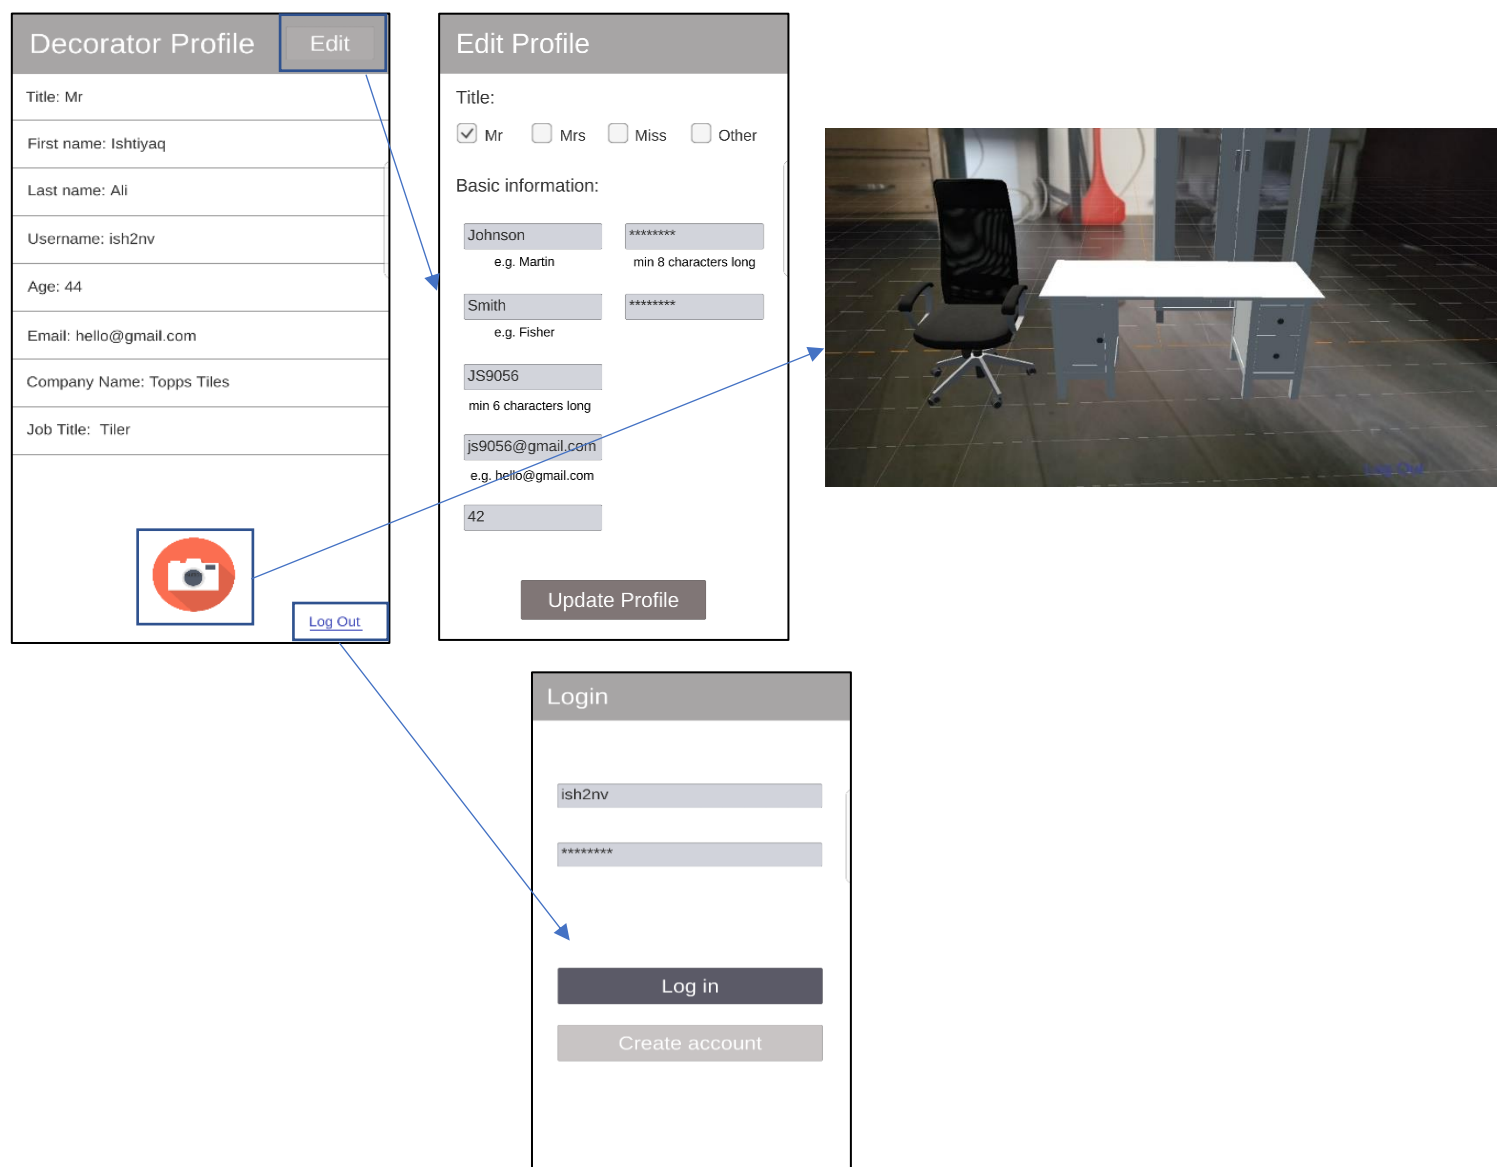 Decorator Profile
Edit
Title: Mr
First name: Ishtiyaq
Last name: Ali
Username: ish2nv
Age: 44
Email: hello@gmail.com
Company Name: Topps Tiles
Job Title:  Tiler
Log Out
Edit Profile
Title:
Mr Mrs Miss Other
Basic information:
Johnson ********
e.g. Martin min 8 characters long
Smith ********
e.g. Fisher
JS9056
min 6 characters long
js9056@gmail.com
e.g. hello@gmail.com
42
Update Profile
Log Out
Login
ish2nv
********
Log in
Create account